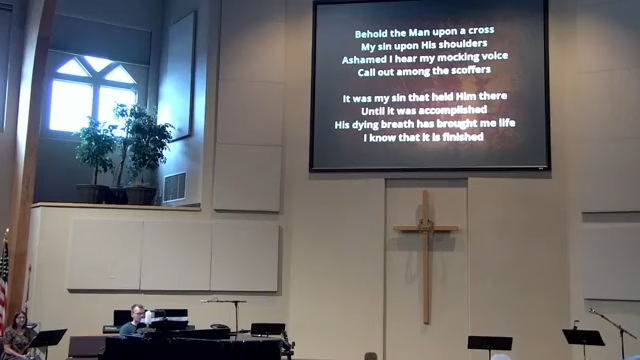 Behold the Man upon a cross
My sin upon His shoulders
Ashamed I hear my mocking voice
Call out among the scoffers
It was my sin that held Him there
Until it was accomplished
His dying breath has brought me life
I know that it is finished